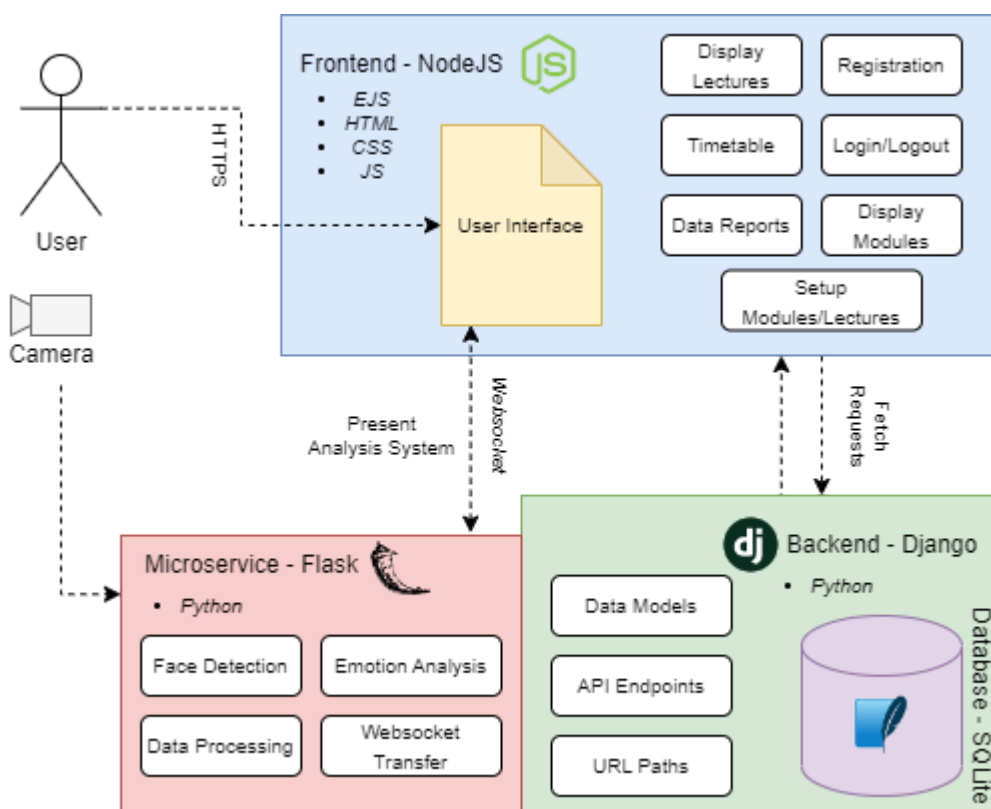 Frontend - NodeJS
JS
EJS
HTML
CSS
JS
User Interface
Display
Lectures
Registration
Timetable
Login/Logout
Data Reports
Display
Modules
Setup
Modules/Lectures
HTTPS
User
Camera
Present
Analysis System
Websocket
Fetch
Requests
Microservice - Flask
Python
Face Detection
Emotion Analysis
Data Processing
Websocket
Transfer
dj
Backend - Django
Python
Data Models
API Endpoints
URL Paths
Database - SQLite